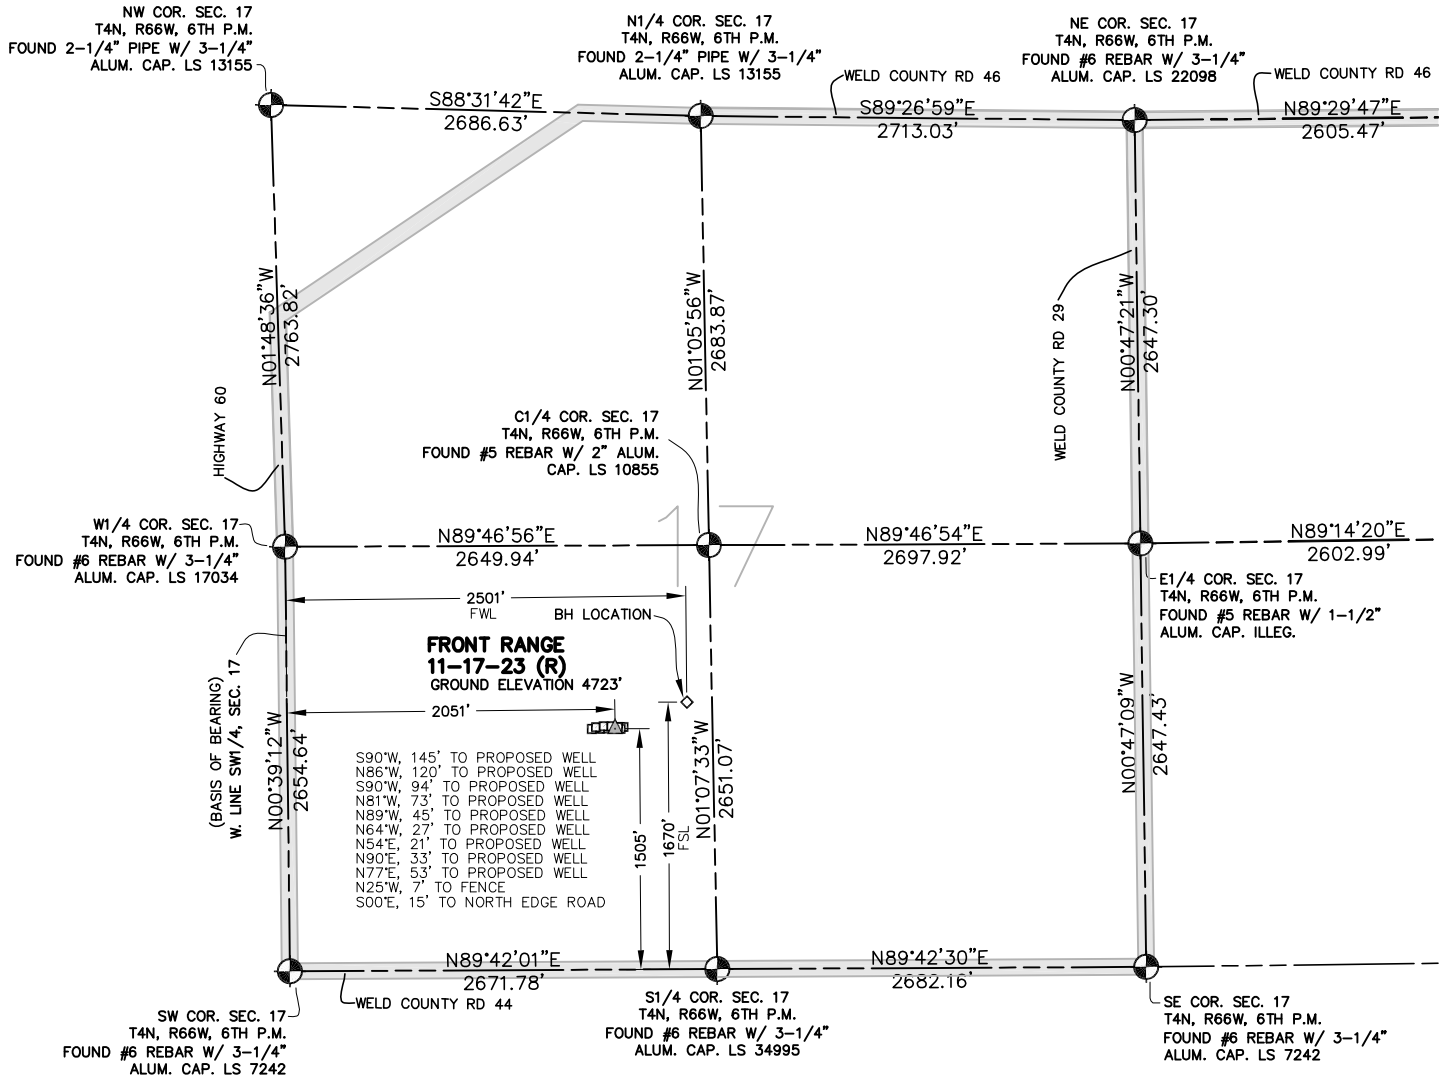 NW COR. SEC. 17
T4N, R66W, 6TH P.M.
FOUND 2-1/4" PIPE W/ 3-1/4"
ALUM. CAP. LS 13155
N1/4 COR. SEC. 17
T4N, R66W, 6TH P.M.
FOUND 2-1/4" PIPE W/ 3-1/4"
ALUM. CAP. LS 13155
NE COR. SEC. 17
T4N, R66W, 6TH P.M.
FOUND #6 REBAR W/ 3-1/4"
ALUM. CAP. LS 22098
WELD COUNTY RD 46
WELD COUNTY RD 46
S88°31'42"E
2686.63'
S89°26'59"E
2713.03'
N89°29'47"E
2605.47'
N01°48'36"W
2763.82'
N01°05'56"W
2683.87'
N00°47'21"W
2647.30'
WELD COUNTY RD 29
HIGHWAY 60
C1/4 COR. SEC. 17
T4N, R66W, 6TH P.M.
FOUND #5 REBAR W/ 2" ALUM.
CAP. LS 10855
17
W1/4 COR. SEC. 17
T4N, R66W, 6TH P.M.
FOUND #6 REBAR W/ 3-1/4"
ALUM. CAP. LS 17034
N89°46'56"E
2649.94'
N89°46'54"E
2697.92'
N89°14'20"E
2602.99'
E1/4 COR. SEC. 17
T4N, R66W, 6TH P.M.
FOUND #5 REBAR W/ 1-1/2"
ALUM. CAP. ILLEG.
2501'
FWL
BH LOCATION
FRONT RANGE
11-17-23 (R)
GROUND ELEVATION 4723'
2051'
(BASIS OF BEARING)
W. LINE SW1/4, SEC. 17
N00°39'12"W
2654.64'
S90°W, 145' TO PROPOSED WELL
N86°W, 120' TO PROPOSED WELL
S90°W, 94' TO PROPOSED WELL
N81°W, 73' TO PROPOSED WELL
N89°W, 45' TO PROPOSED WELL
N64°W, 27' TO PROPOSED WELL
N54°E, 21' TO PROPOSED WELL
N90°E, 33' TO PROPOSED WELL
N77°E, 53' TO PROPOSED WELL
N25°W, 7' TO FENCE
S00°E, 15' TO NORTH EDGE ROAD
1505'
1670'
FSL
N01°07'33"W
2651.07'
N00°47'09"W
2647.43'
N89°42'01"E
2671.78'
N89°42'30"E
2682.16'
WELD COUNTY RD 44
SW COR. SEC. 17
T4N, R66W, 6TH P.M.
FOUND #6 REBAR W/ 3-1/4"
ALUM. CAP. LS 7242
S1/4 COR. SEC. 17
T4N, R66W, 6TH P.M.
FOUND #6 REBAR W/ 3-1/4"
ALUM. CAP. LS 34995
SE COR. SEC. 17
T4N, R66W, 6TH P.M.
FOUND #6 REBAR W/ 3-1/4"
ALUM. CAP. LS 7242